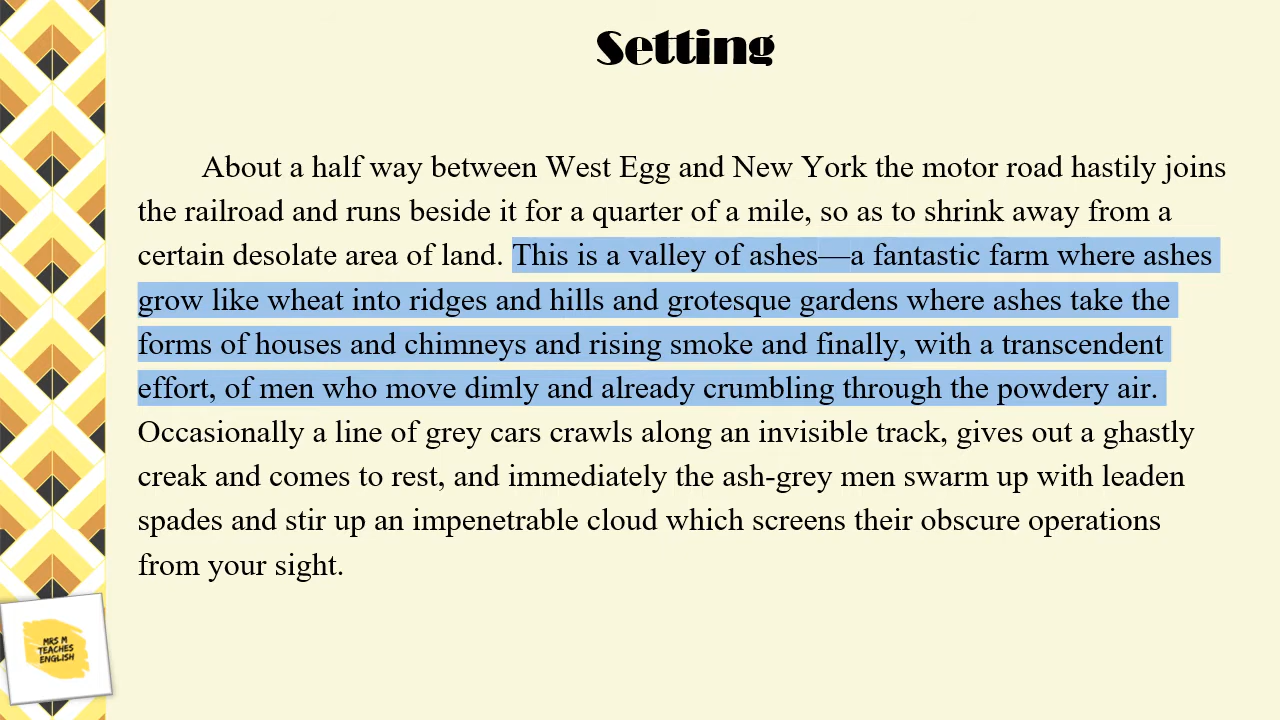 Setting
About a half way between West Egg and New York the motor road hastily joins
the railroad and runs beside it for a quarter of a mile, so as to shrink away from a
certain desolate area of land. This is a valley of ashes—a fantastic farm where ashes
grow like wheat into ridges and hills and grotesque gardens where ashes take the
forms of houses and chimneys and rising smoke and finally, with a transcendent
effort, of men who move dimly and already crumbling through the powdery air.
Occasionally a line of grey cars crawls along an invisible track, gives out a ghastly
creak and comes to rest, and immediately the ash-grey men swarm up with leaden
spades and stir up an impenetrable cloud which screens their obscure operations
from your sight.
MRS M
TEACHES
ENGLISH